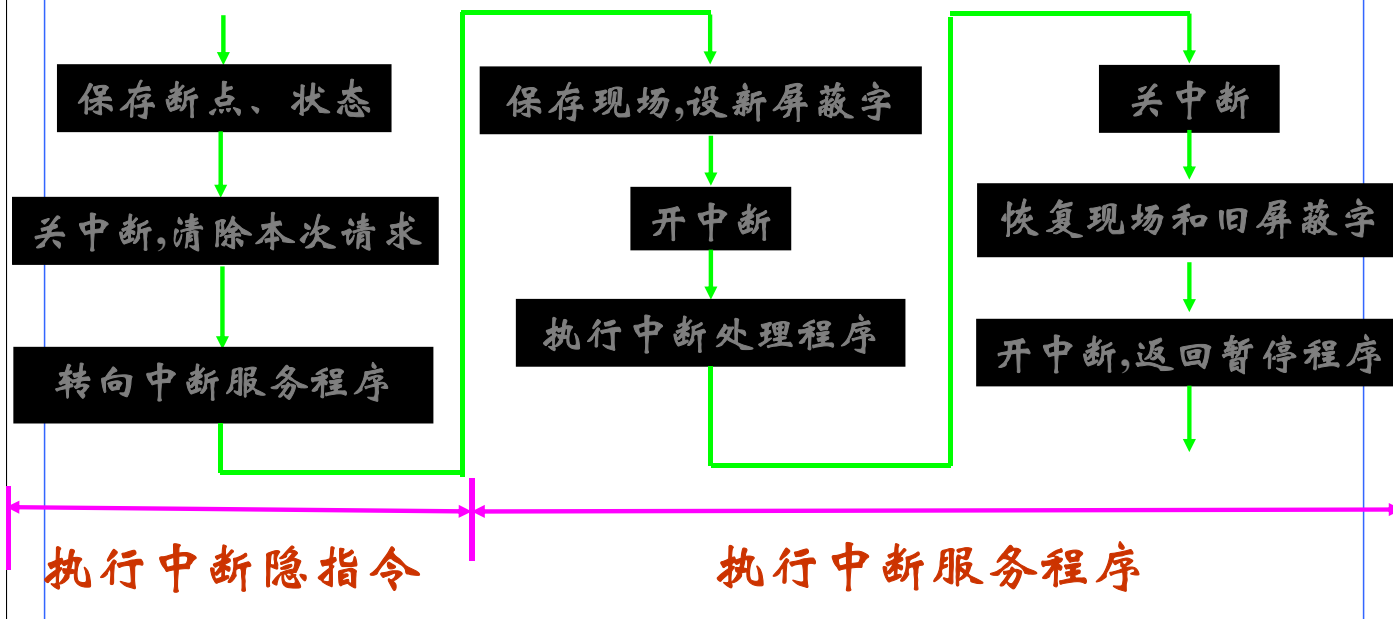 保存断点、状态
关中断,清除本次请求
转向中断服务程序
保存现场,设新屏蔽字
开中断
执行中断处理程序
关中断
恢复现场和旧屏蔽字
开中断,返回暂停程序
执行中断隐指令
执行中断服务程序